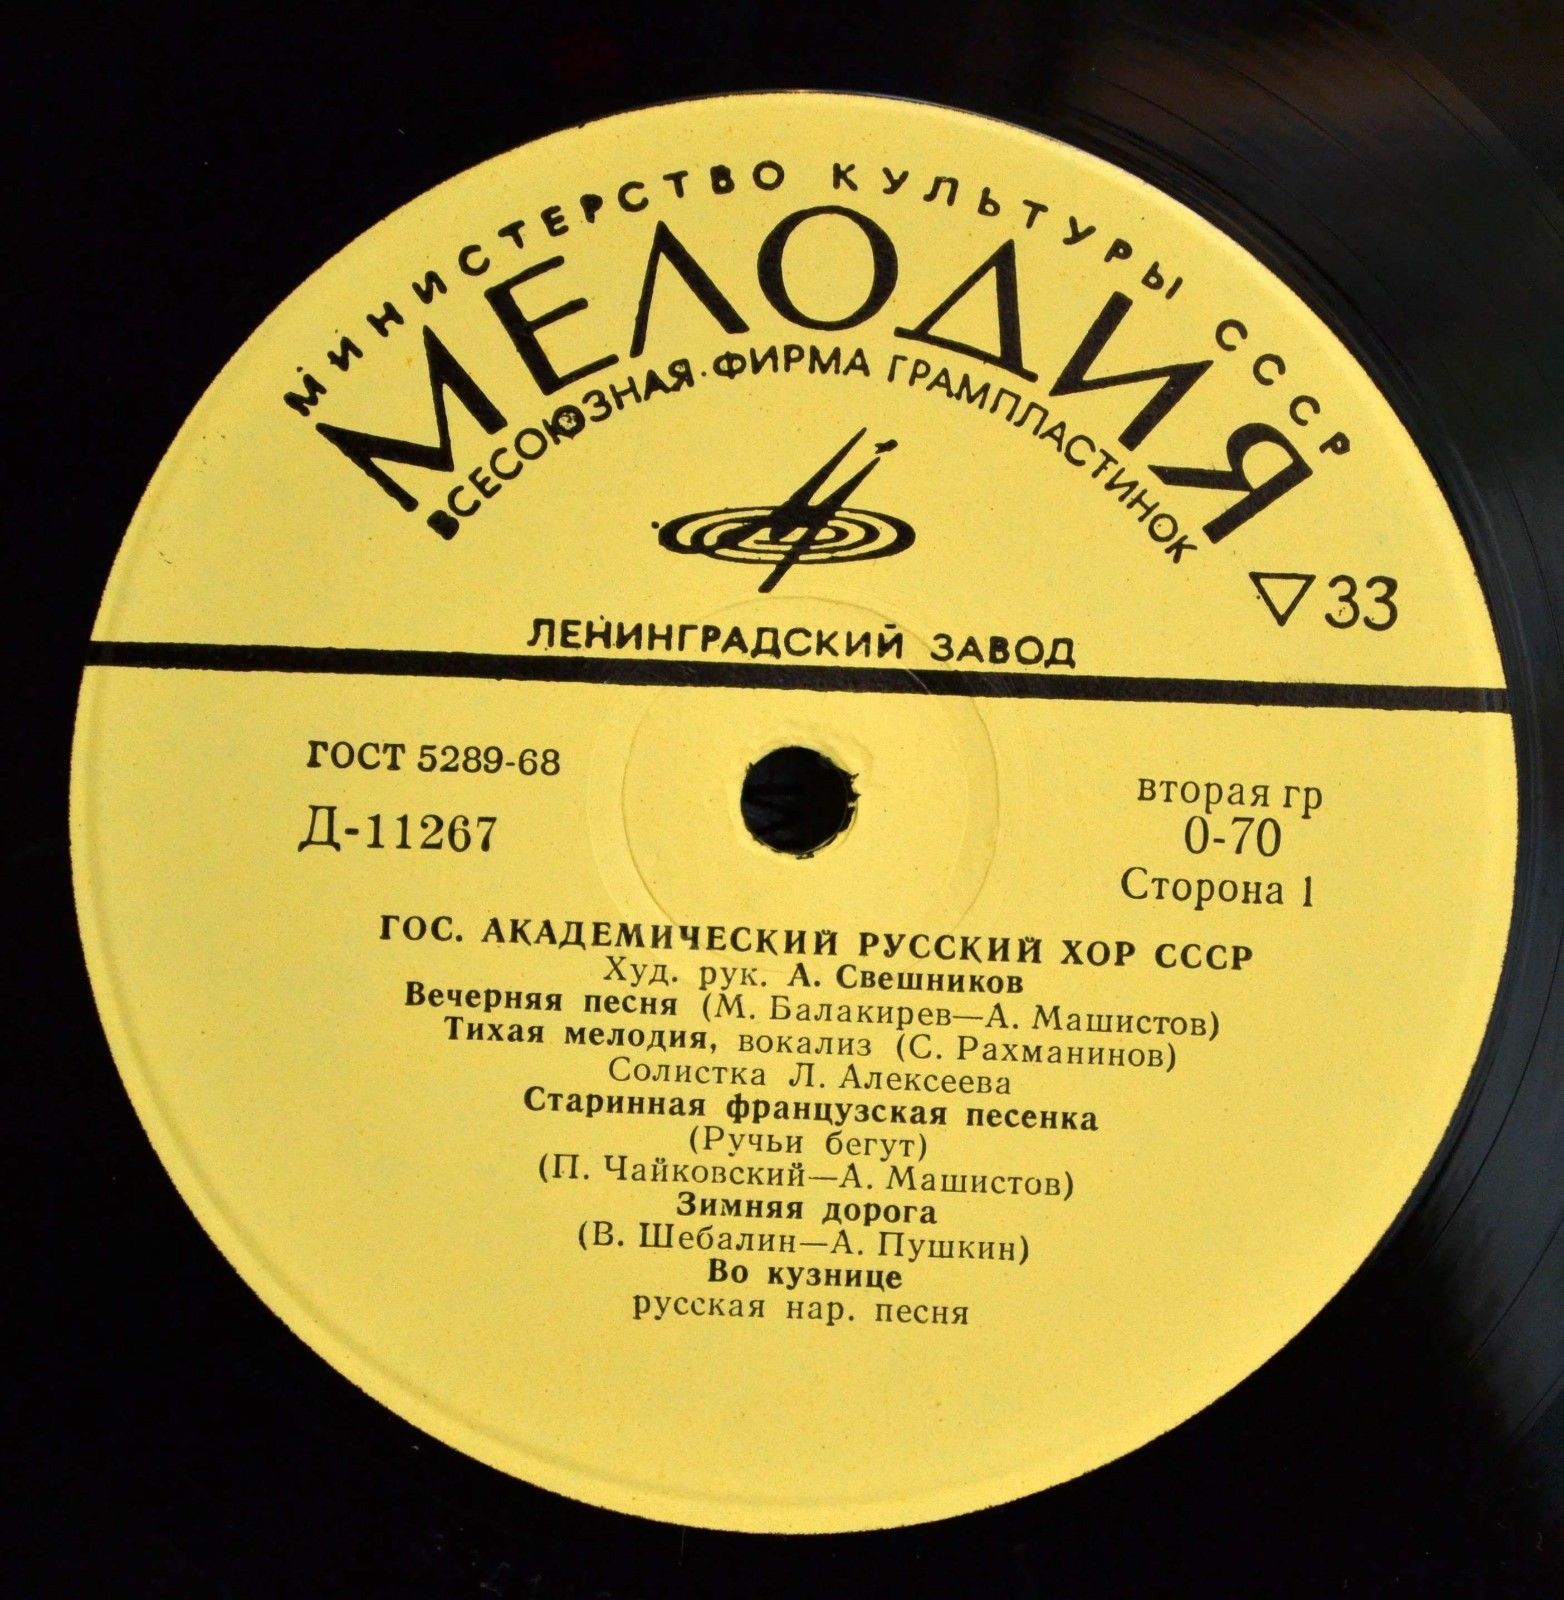 МИНИСТЕРСТВО КУЛЬТУРЫ СССР
МЕЛОДИЯ
ВСЕСОЮЗНАЯ ФИРМА ГРАМПЛАСТИНОК
▽33
ЛЕНИНГРАДСКИЙ ЗАВОД
ГОСТ 5289-68
Д-11267
вторая гр
0-70
Сторона 1
ГОС. АКАДЕМИЧЕСКИЙ РУССКИЙ ХОР СССР
Худ. рук. А. Свешников
Вечерняя песня (М. Балакирев—А. Машистов)
Тихая мелодия, вокализ (С. Рахманинов)
Солистка Л. Алексеева
Старинная французская песенка
(Ручьи бегут)
(П. Чайковский—А. Машистов)
Зимняя дорога
(В. Шебалин—А. Пушкин)
Во кузнице
русская нар. песня